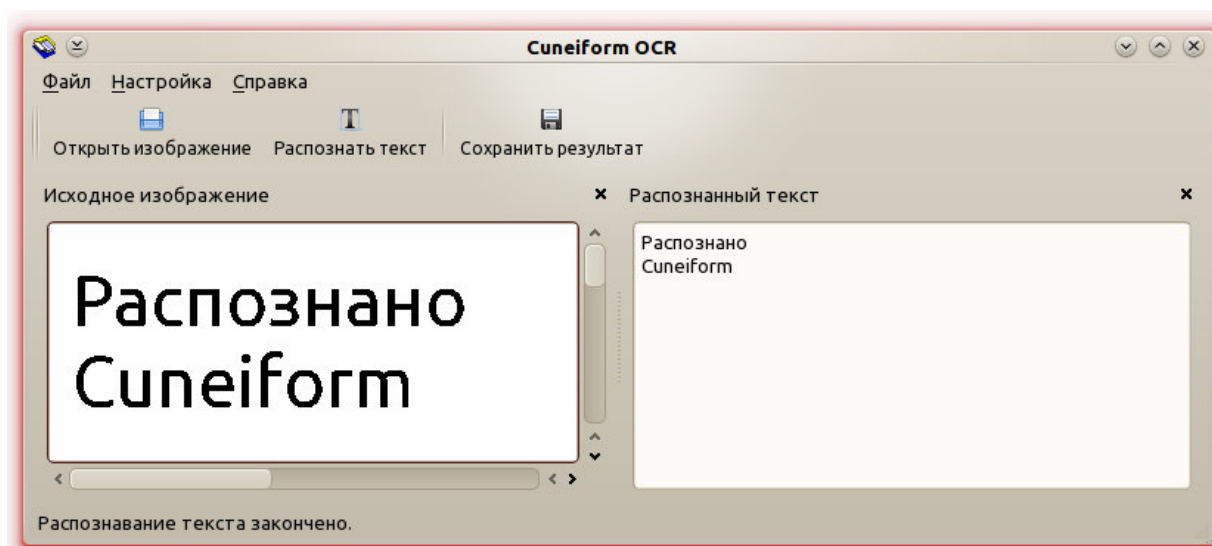 Cuneiform OCR
Файл Настройка Справка
Открыть изображение Распознать текст Сохранить результат
Исходное изображение
Распознано
Cuneiform
Распознанный текст
Распознано
Cuneiform
Распознавание текста закончено.